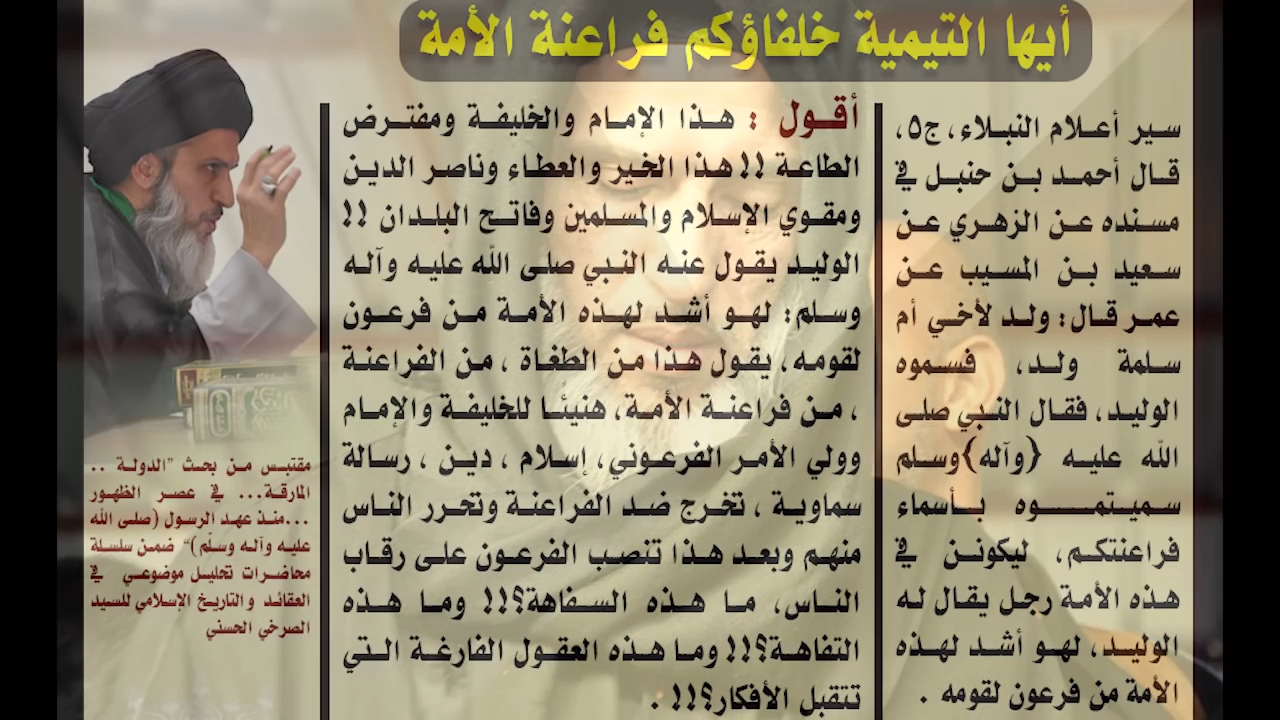 أيها التيمية خلفاؤكم فراعنة الأمة
سير أعلام النبلاء، ج٥،
قال أحمد بن حنبل في
مسنده عن الزهري عن
سعيد بن المسيب عن
عمر قال: ولد لأخي أم
سلمة ولد، فسموه
الوليد، فقال النبي صلى
الله عليه (وآله) وسلم
سميتموه بأسماء
فراعنتكم، ليكونن في
هذه الأمة رجل يقال له
الوليد، لهو أشد لهذه
الأمة من فرعون لقومه .
أقول : هذا الإمام والخليفة ومفترض
الطاعة !! هذا الخير والعطاء وناصر الدين
ومقوي الإسلام والمسلمين وفاتح البلدان !!
الوليد يقول عنه النبي صلى الله عليه وآله
وسلم: لهو أشد لهذه الأمة من فرعون
لقومه، يقول هذا من الطغاة ، من الفراعنة
، من فراعنة الأمة، هنيئًا للخليفة والإمام
وولي الأمر الفرعوني، إسلام ، دين ، رسالة
سماوية ، تخرج ضد الفراعنة وتحرر الناس
منهم وبعد هذا تنصب الفرعون على رقاب
الناس، ما هذه السفاهة؟!! وما هذه
التفاهة؟!! وما هذه العقول الفارغة التي
تتقبل الأفكار؟!! .
مقتبس من بحث "الدولة ..
المارقة... في عصر الظهور
...منذ عهد الرسول (صلى الله
عليه وآله وسلّم)" ضمن سلسلة
محاضرات تحليل موضوعي في
العقائد والتاريخ الإسلامي للسيد
الصرخي الحسني